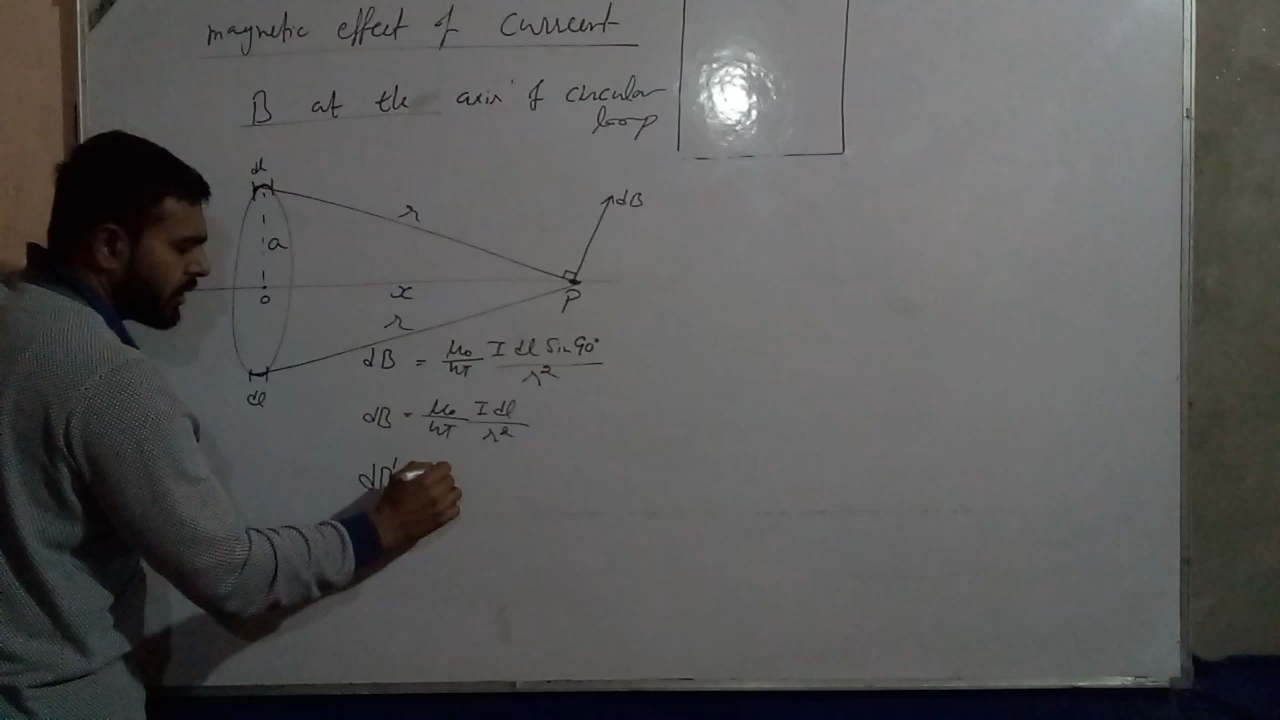 magnetic effect of current
B at the axis of circular
loop
dl
r
dB
a
o
x
P
r
dB = μ₀/4π I dl Sin90°/r²
dl
dB = μ₀/4π I dl/r²
dB'